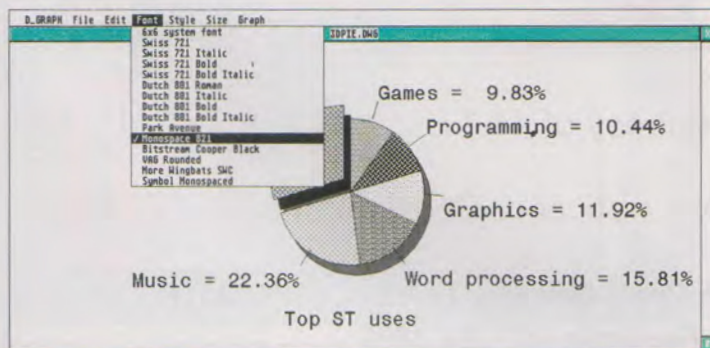 D_GRAPH File Edit Font Style Size Graph
3DPIE.DWG
6x6 system font
Swiss 721
Swiss 721 Italic
Swiss 721 Bold
Swiss 721 Bold Italic
Dutch 801 Roman
Dutch 801 Italic
Dutch 801 Bold
Dutch 801 Bold Italic
Park Avenue
✓Monospace 821
Bitstream Cooper Black
VAG Rounded
More Wingbats SWC
Symbol Monospaced
Games = 9.83%
Programming = 10.44%
Graphics = 11.92%
Music = 22.36%
Word processing = 15.81%
Top ST uses